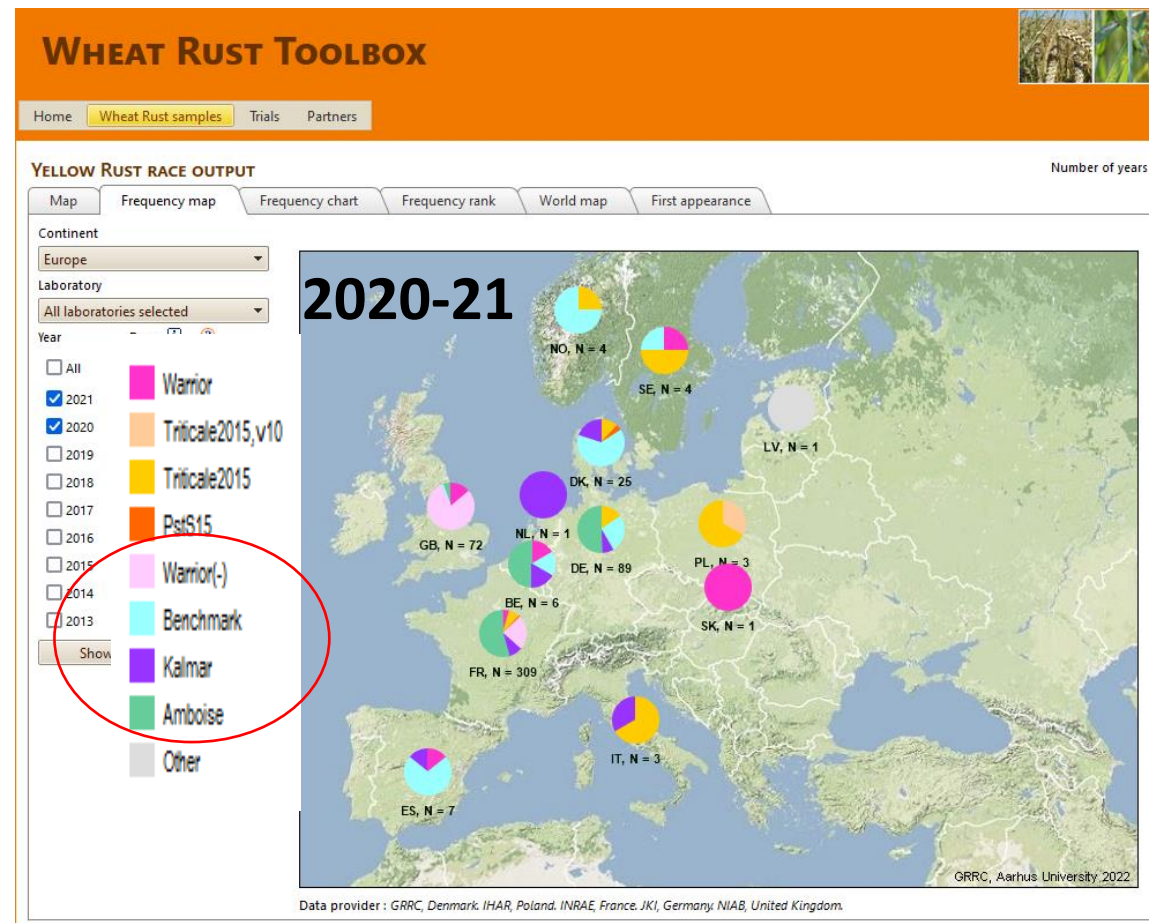 WHEAT RUST TOOLBOX
Home Wheat Rust samples Trials Partners
YELLOW RUST RACE OUTPUT
Number of years
Map Frequency map Frequency chart Frequency rank World map First appearance
Continent
Europe
Laboratory
All laboratories selected
Year
All
2021
2020
2019
2018
2017
2016
2015
2014
2013
Show
Warrior
Triticale2015,v10
Triticale2015
PstS15
Warrior(-)
Benchmark
Kalmar
Amboise
Other
2020-21
NO, N = 4
SE, N = 4
LV, N = 1
DK, N = 25
NL, N = 1
GB, N = 72
DE, N = 89
PL, N = 3
BE, N = 6
SK, N = 1
FR, N = 309
IT, N = 3
ES, N = 7
GRRC, Aarhus University 2022
Data provider : GRRC, Denmark. IHAR, Poland. INRAE, France. JKI, Germany. NIAB, United Kingdom.